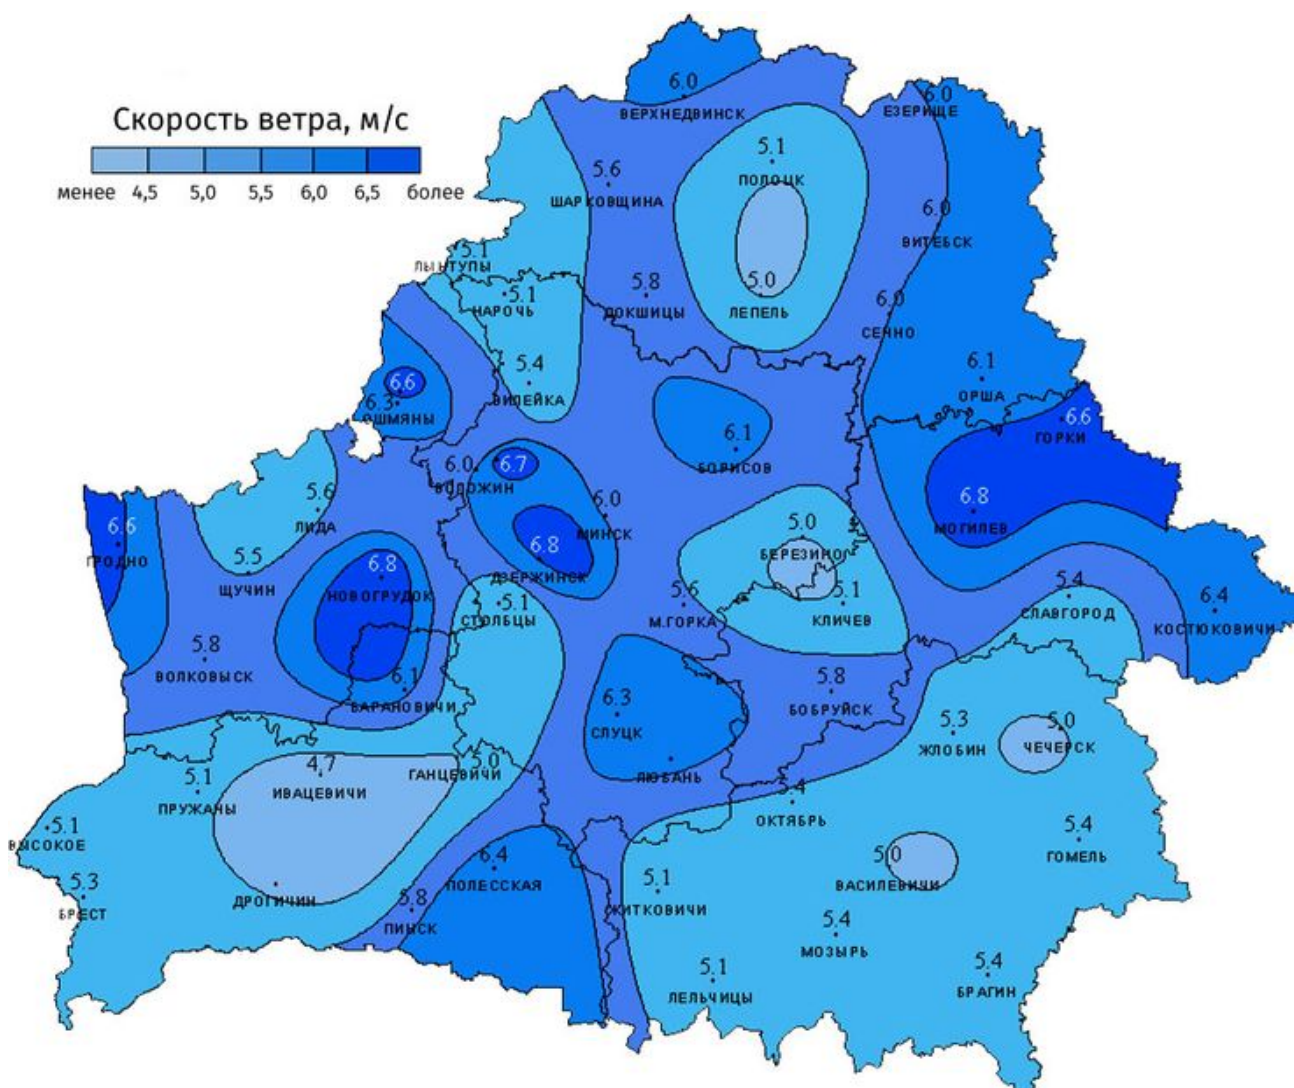 Скорость ветра, м/с
менее 4,5 5,0 5,5 6,0 6,5 более
6.0
ВЕРХНЕДВИНСК
6.0
ЕЗЕРИЩЕ
5.1
ПОЛОЦК
5.6
ШАРКОВЩИНА
6.0
ВИТЕБСК
5.1
ЛЫНТУПЫ
5.1
НАРОЧЬ
5.8
ДОКШИЦЫ
5.0
ЛЕПЕЛЬ
6.0
СЕЧНО
5.4
ВИЛЕЙКА
6.6
6.3
ОШМЯНЫ
6.1
ОРША
6.6
ГОРКИ
6.1
БОРИСОВ
6.0
ВОЛОЖИН
6.7
6.0
МИНСК
5.6
ЛИДА
6.8
МОГИЛЕВ
6.6
ГРОДНО
5.5
ЩУЧИН
6.8
НОВОГРУДОК
6.8
ДЗЕРЖИНСК
5.0
БЕРЕЗИНО
5.1
СТОЛБЦЫ
5.6
М.ГОРКА
5.1
КЛИЧЕВ
5.4
СЛАВГОРОД
6.4
КОСТЮКОВИЧИ
5.8
ВОЛКОВЫСК
6.1
БАРАНОВИЧИ
6.3
СЛУЦК
5.8
БОБРУЙСК
5.3
ЖЛОБИН
5.0
ЧЕЧЕРСК
5.1
ПРУЖАНЫ
4.7
ИВАЦЕВИЧИ
5.0
ГАНЦЕВИЧИ
ЛЮБАНЬ
5.4
ОКТЯБРЬ
5.1
ВЫСОКОЕ
5.3
БРЕСТ
ДРОГИЧИН
5.8
ПИНСК
6.4
ПОЛЕССКАЯ
5.1
ЖИТКОВИЧИ
5.0
ВАСИЛЕВИЧИ
5.4
ГОМЕЛЬ
5.4
МОЗЫРЬ
5.1
ЛЕЛЬЧИЦЫ
5.4
БРАГИН